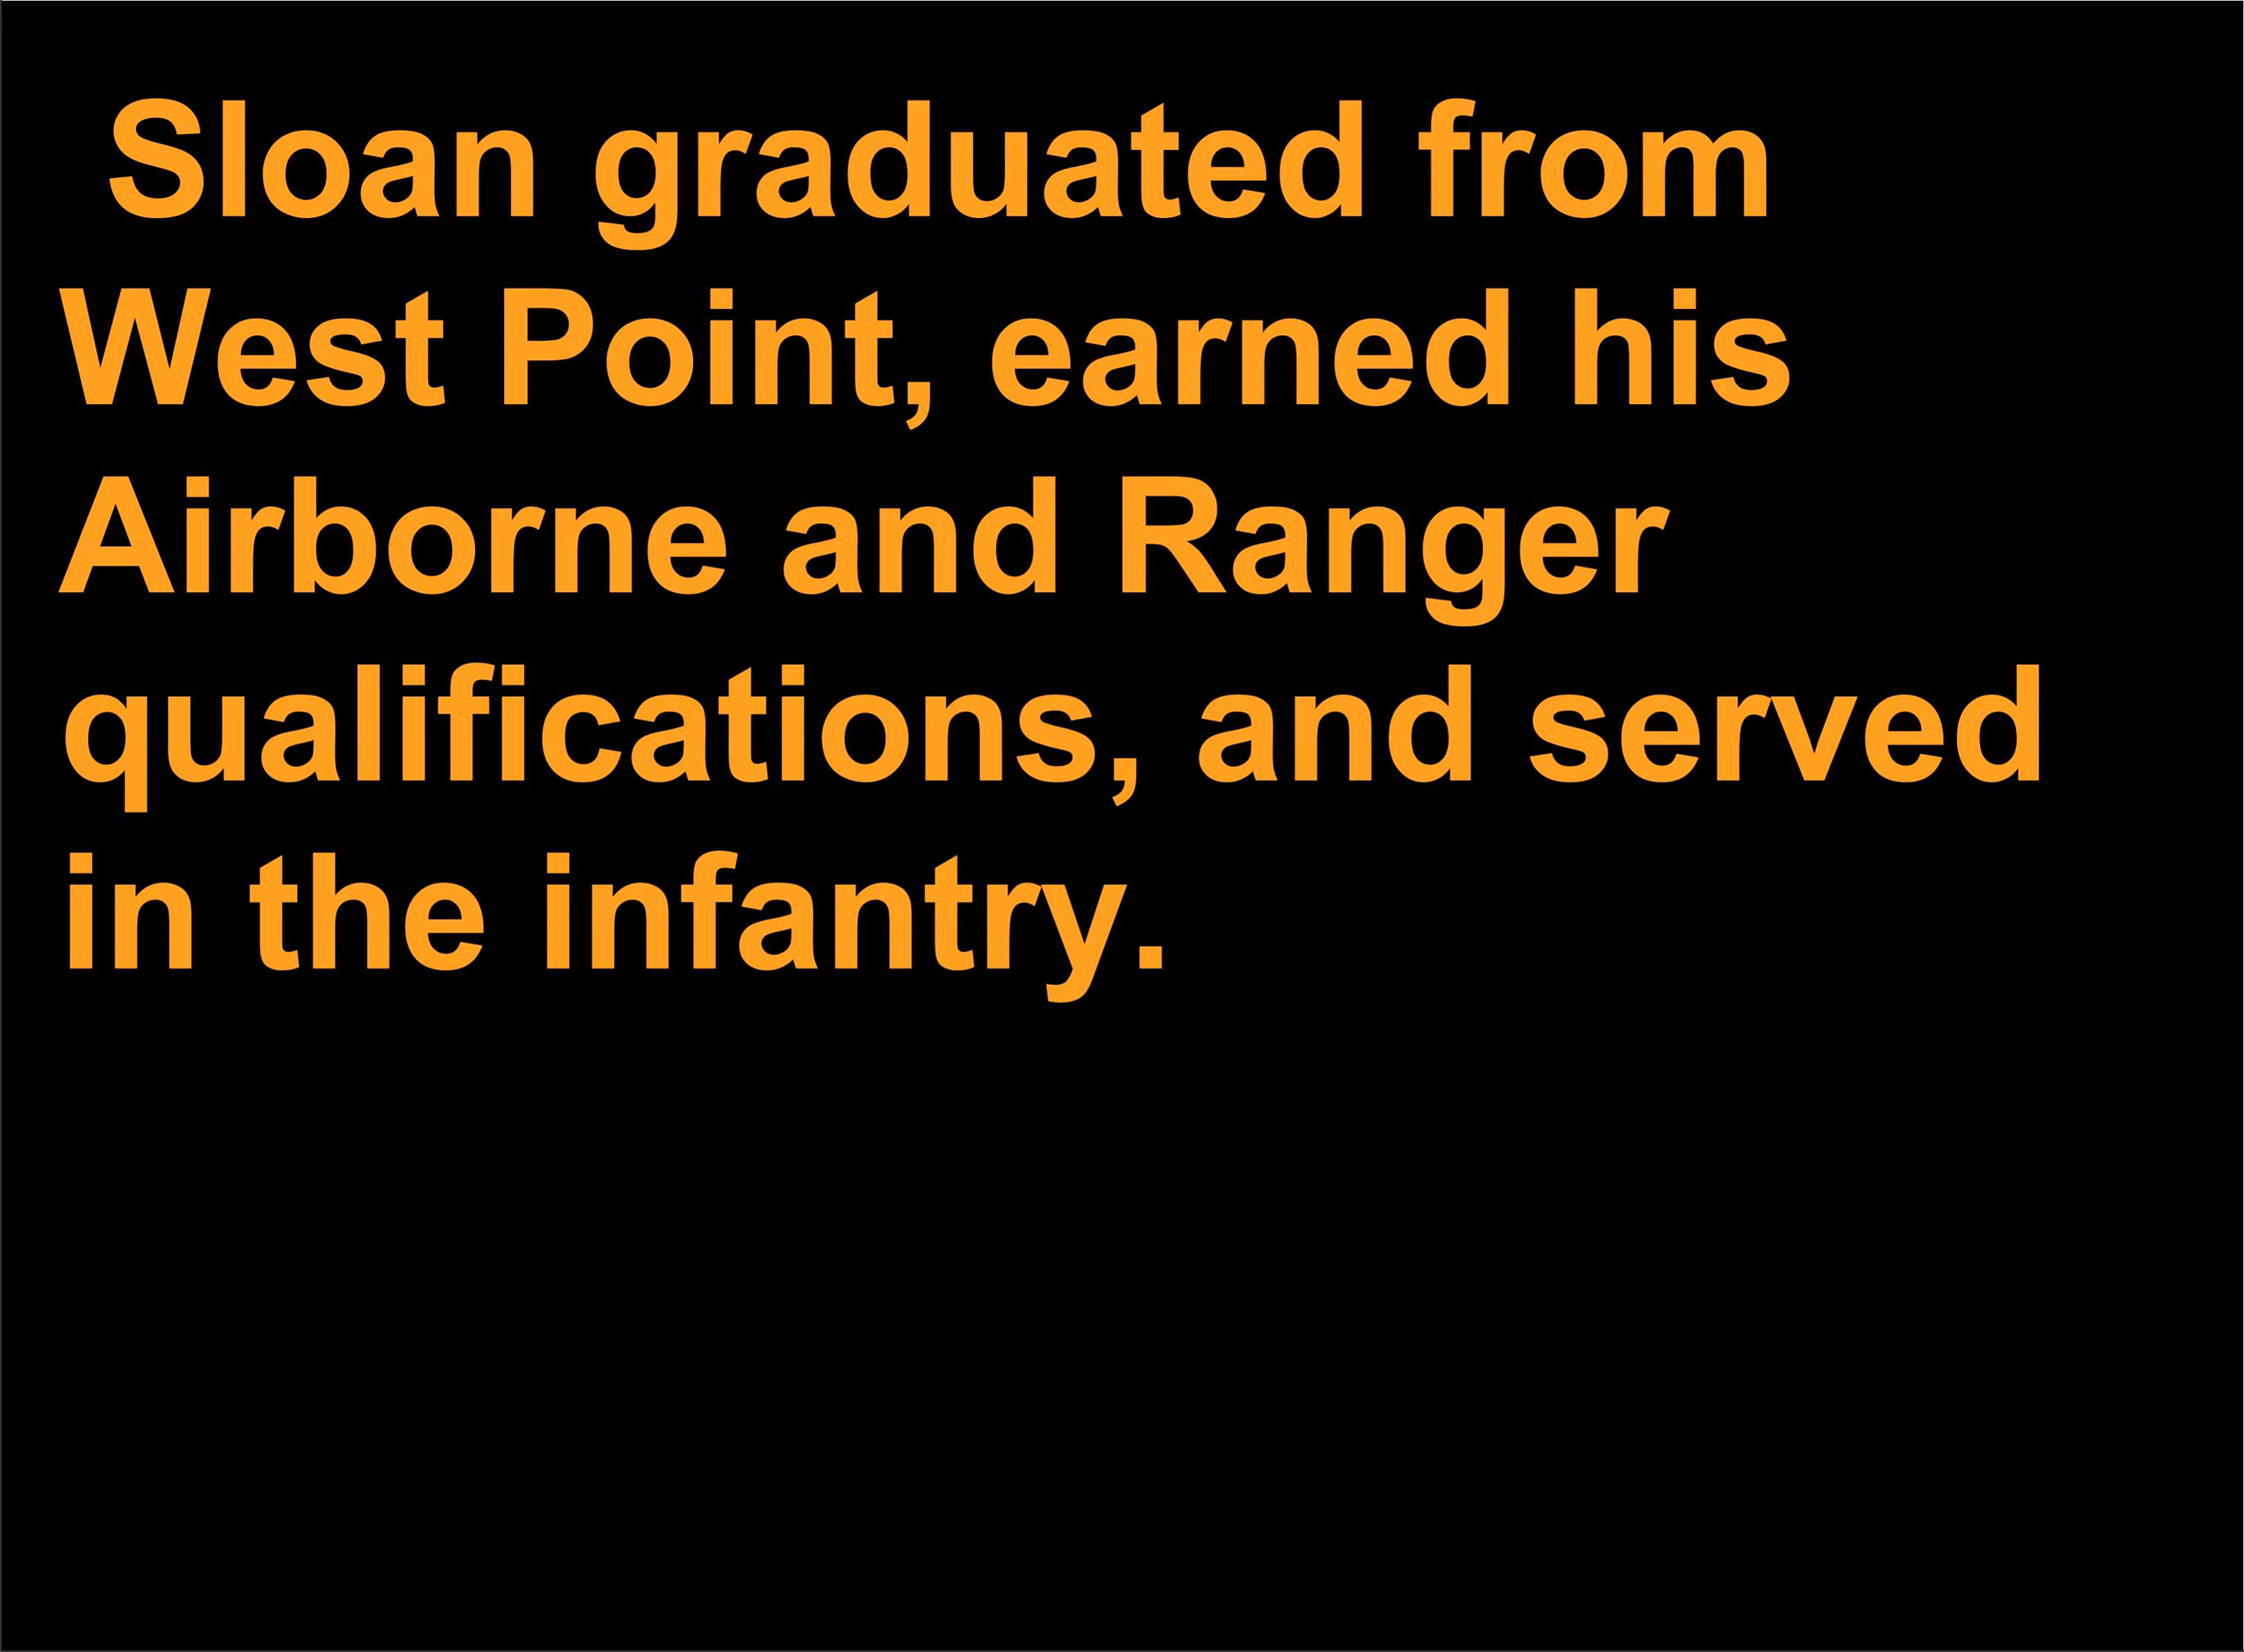 Sloan graduated from
West Point, earned his
Airborne and Ranger
qualifications, and served
in the infantry.